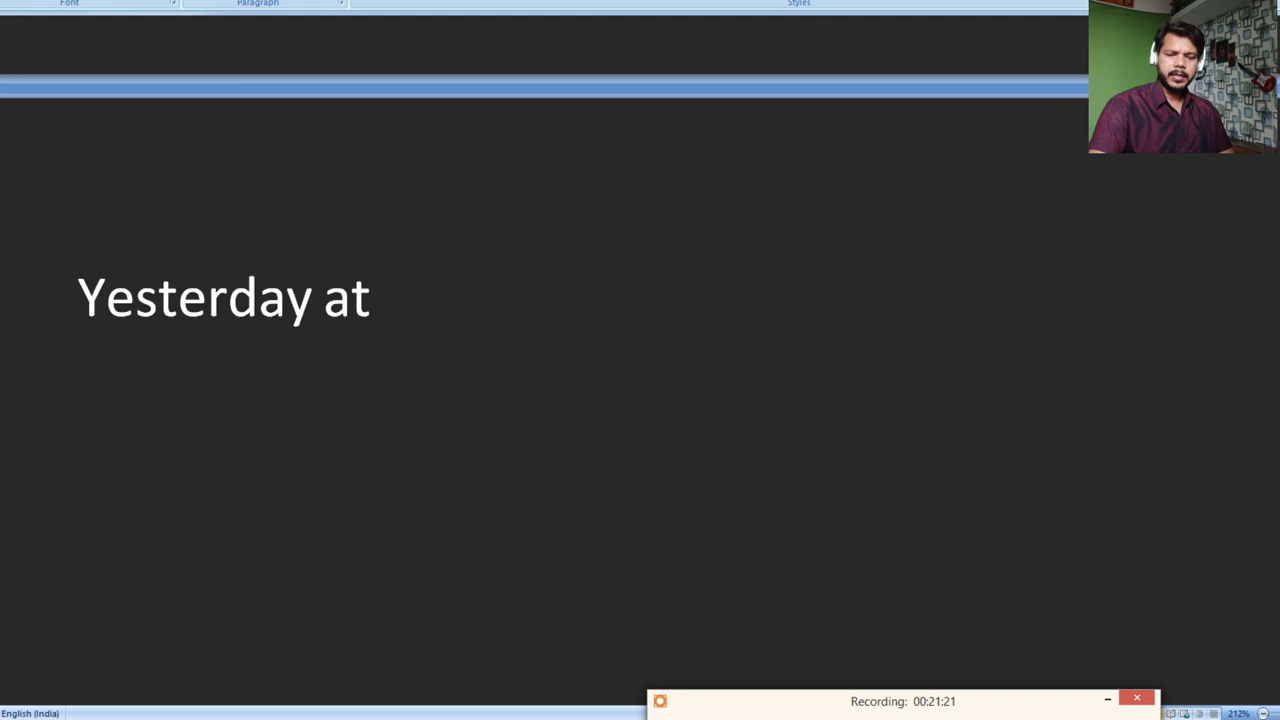 Font Paragraph Styles
Yesterday at
Recording: 00:21:21
English (India) 212%